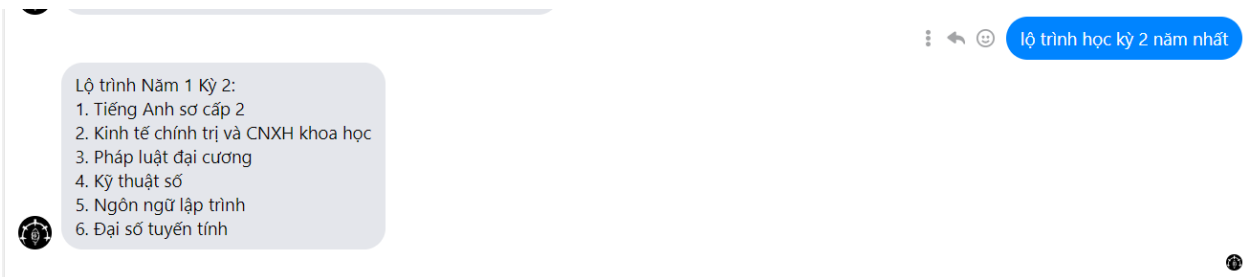 lộ trình học kỳ 2 năm nhất
Lộ trình Năm 1 Kỳ 2:
1. Tiếng Anh sơ cấp 2
2. Kinh tế chính trị và CNXH khoa học
3. Pháp luật đại cương
4. Kỹ thuật số
5. Ngôn ngữ lập trình
6. Đại số tuyến tính